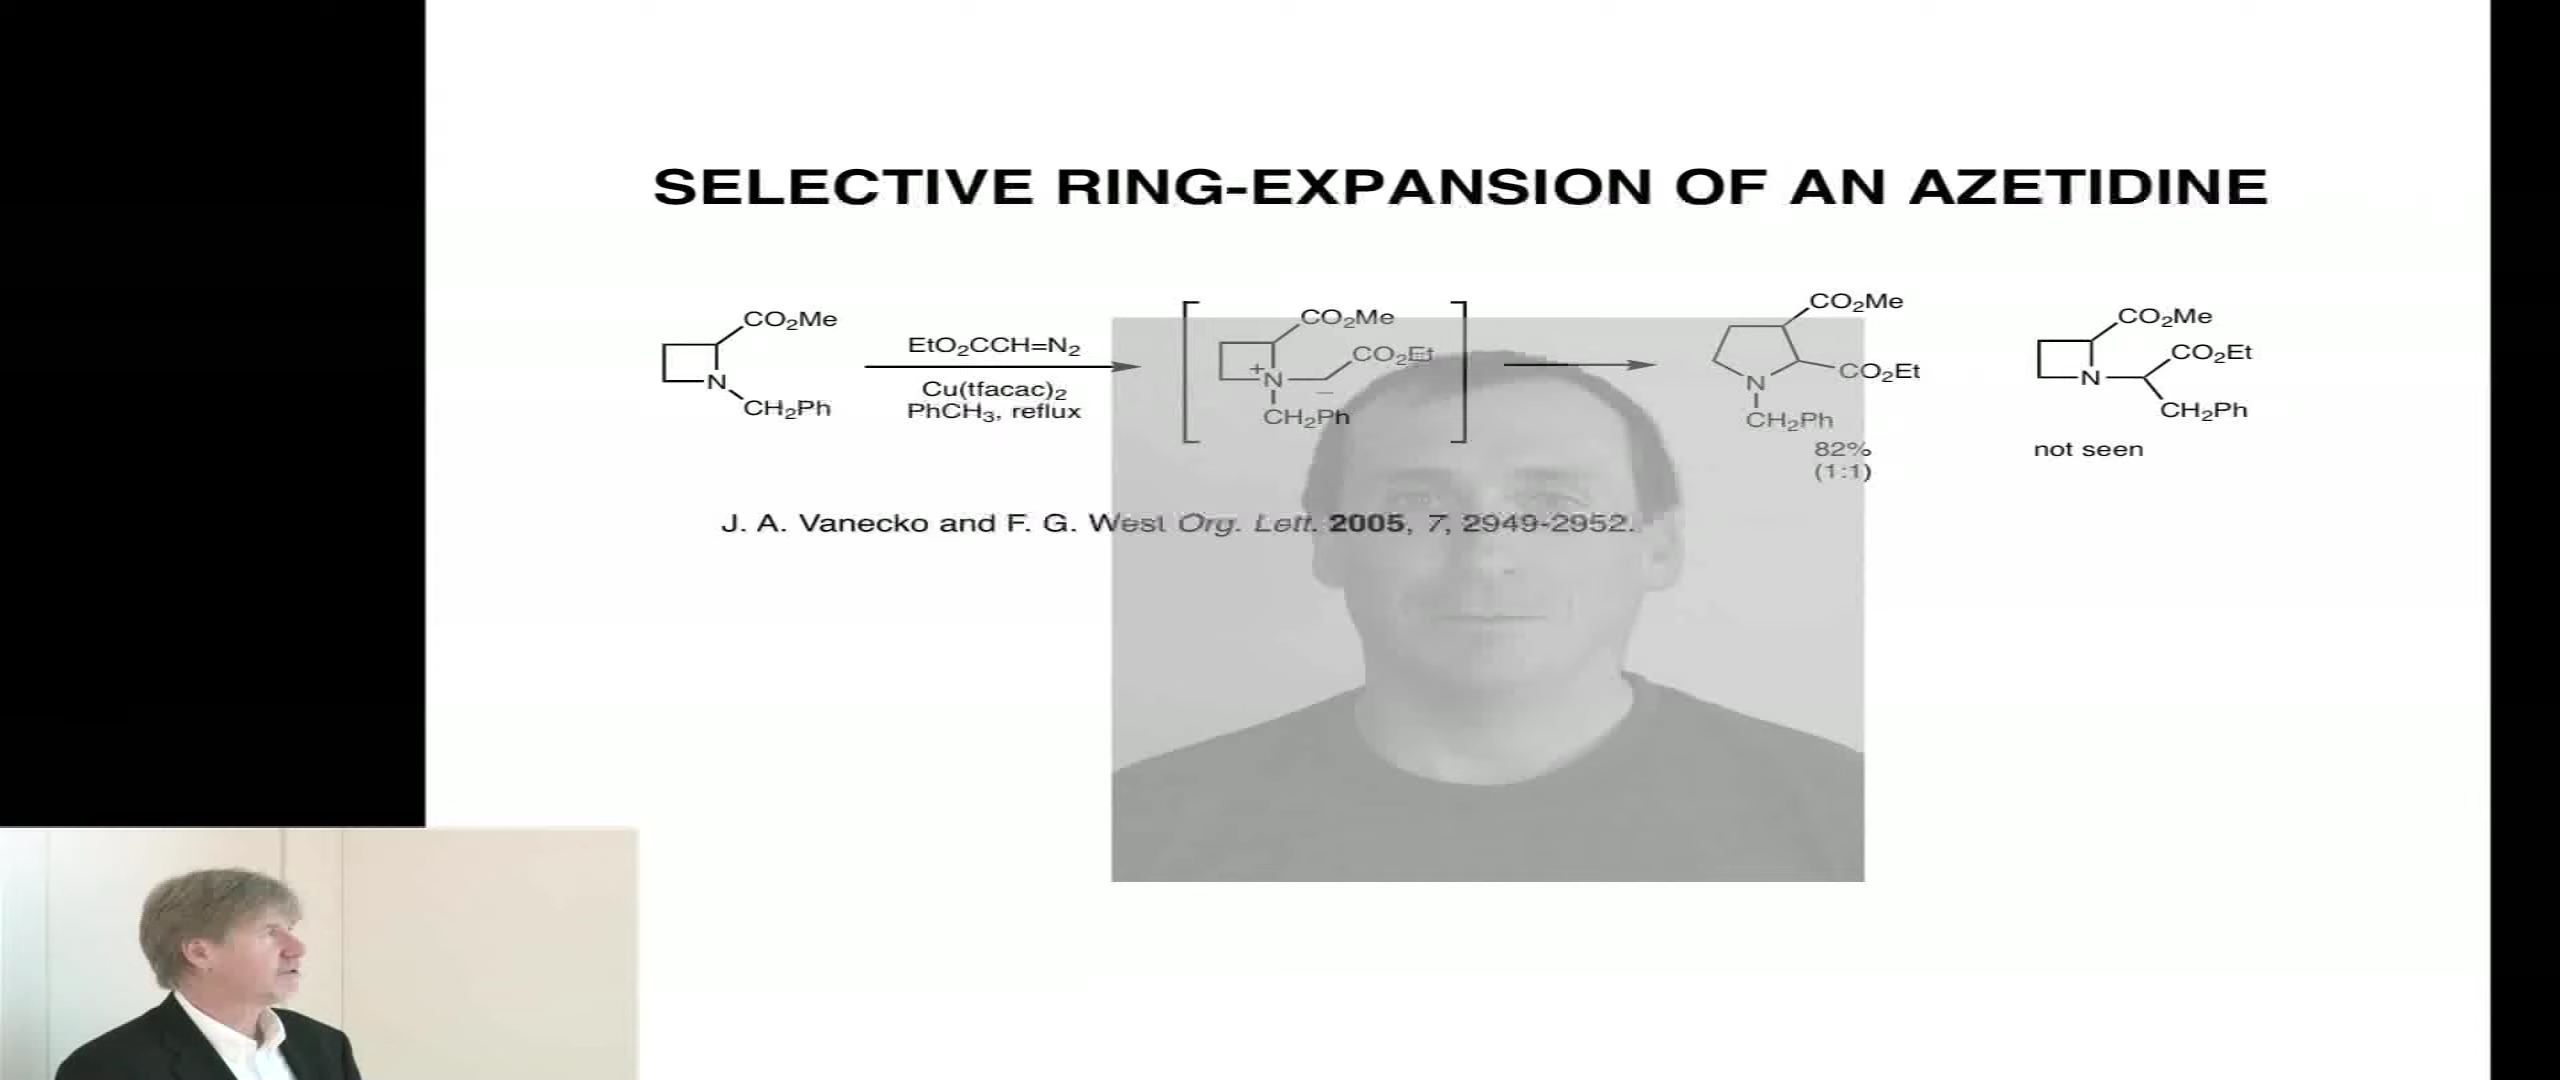 SELECTIVE RING-EXPANSION OF AN AZETIDINE
CO₂Me
N
CH₂Ph
EtO₂CCH=N₂
Cu(tfacac)₂
PhCH₃, reflux
CO₂Me
CO₂Et
+
N
−
CH₂Ph
CO₂Me
CO₂Et
N
CH₂Ph
82%
(1:1)
CO₂Me
CO₂Et
N
CH₂Ph
not seen
J. A. Vanecko and F. G. West Org. Lett. 2005, 7, 2949-2952.